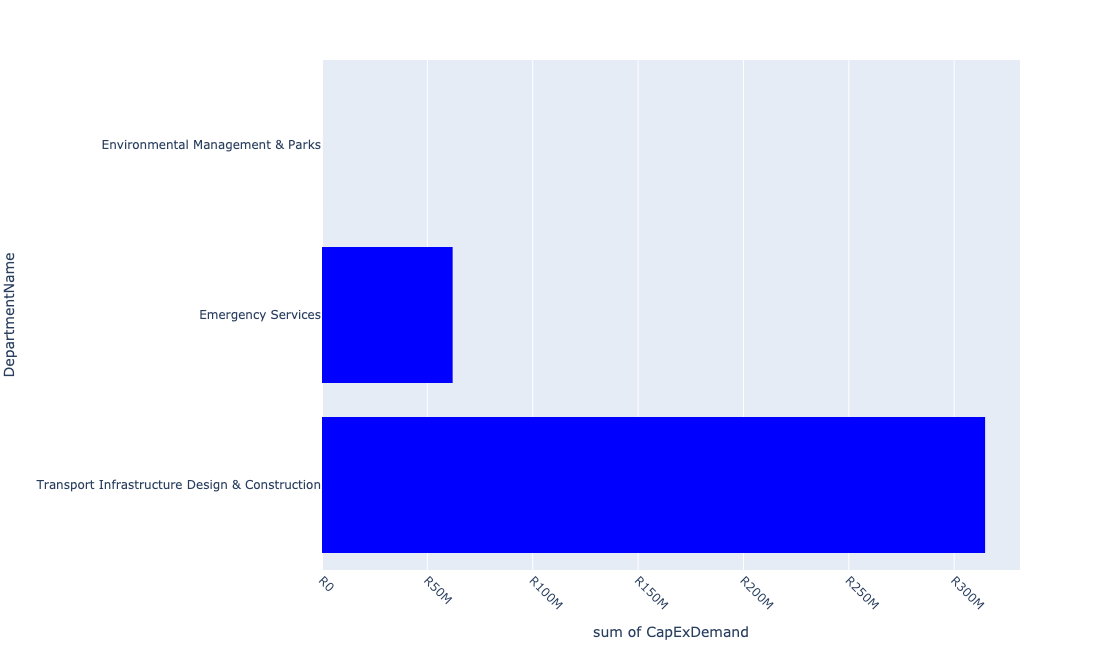 Environmental Management & Parks
Emergency Services
Transport Infrastructure Design & Construction
DepartmentName
R0
R50M
R100M
R150M
R200M
R250M
R300M
sum of CapExDemand